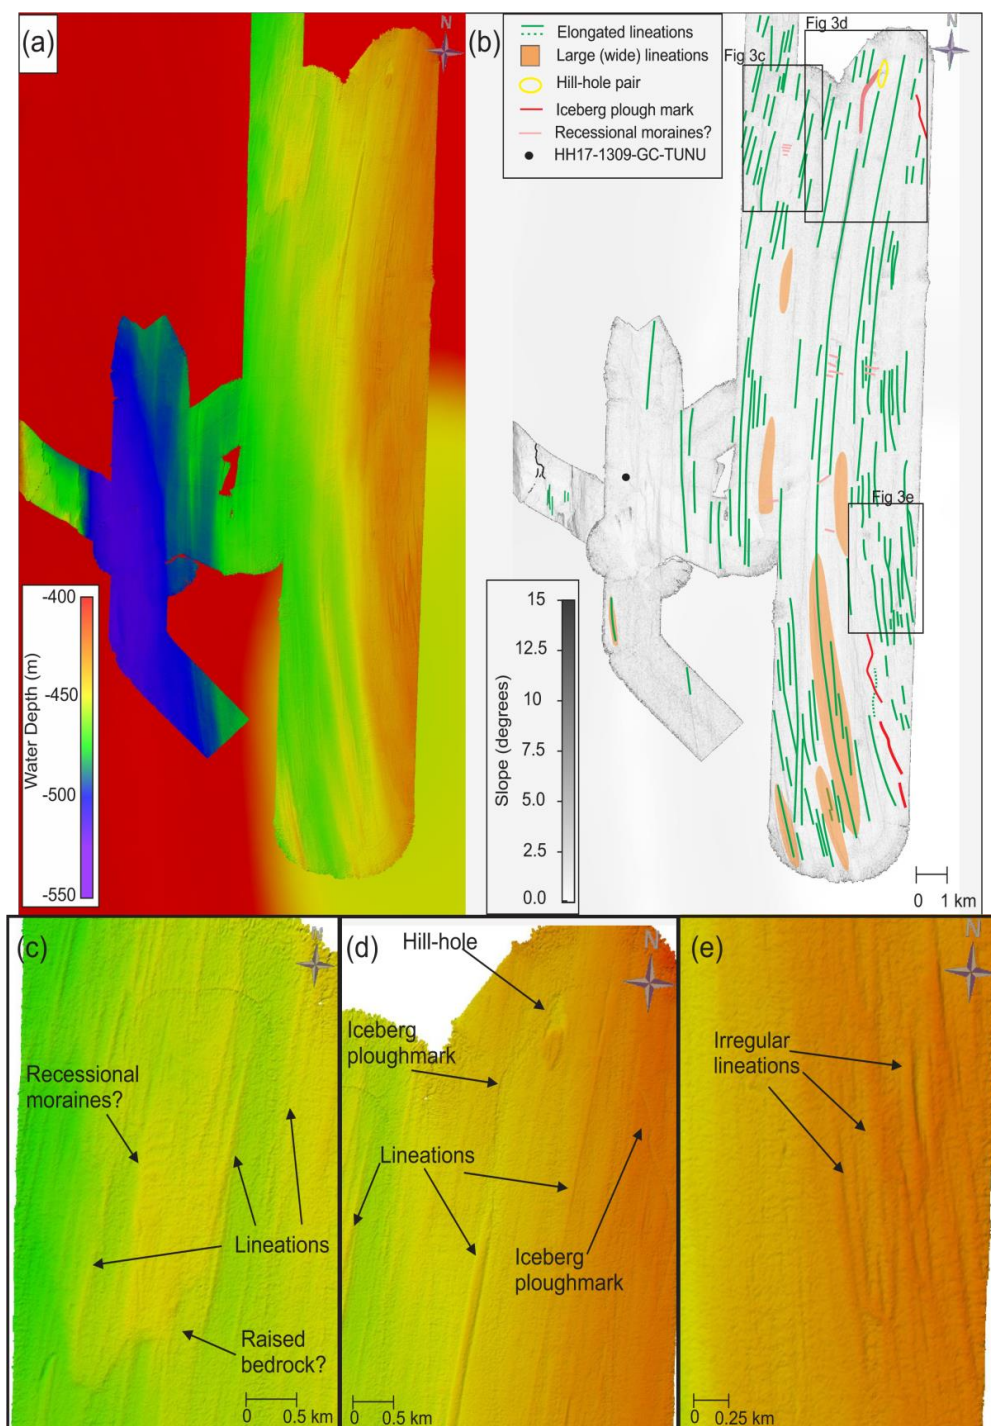 (a)
N
-400
-450
-500
-550
Water Depth (m)
(b)
N
Elongated lineations
Large (wide) lineations
Hill-hole pair
Iceberg plough mark
Recessional moraines?
HH17-1309-GC-TUNU
Fig 3d
Fig 3c
Fig 3e
15
12.5
10
7.5
5.0
2.5
0.0
Slope (degrees)
0 1 km
(c)
N
Recessional
moraines?
Lineations
Raised
bedrock?
0 0.5 km
(d)
N
Hill-hole
Iceberg
ploughmark
Lineations
Iceberg
ploughmark
0 0.5 km
(e)
N
Irregular
lineations
0 0.25 km